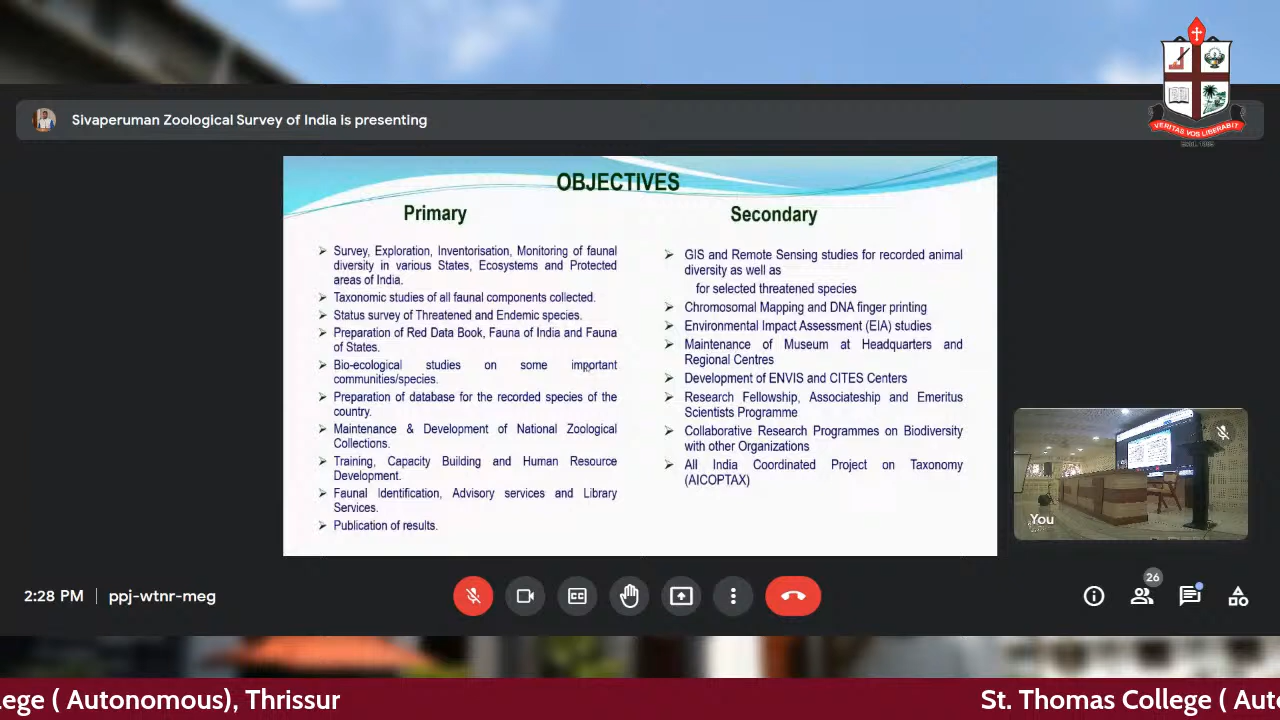 VERITAS VOS LIBERABIT
Sivaperuman Zoological Survey of India is presenting
OBJECTIVES
Primary
Survey, Exploration, Inventorisation, Monitoring of faunal
diversity in various States, Ecosystems and Protected
areas of India.
Taxonomic studies of all faunal components collected.
Status survey of Threatened and Endemic species.
Preparation of Red Data Book, Fauna of India and Fauna
of States.
Bio-ecological studies on some important
communities/species.
Preparation of database for the recorded species of the
country.
Maintenance & Development of National Zoological
Collections.
Training, Capacity Building and Human Resource
Development.
Faunal Identification, Advisory services and Library
Services.
Publication of results.
Secondary
GIS and Remote Sensing studies for recorded animal
diversity as well as
for selected threatened species
Chromosomal Mapping and DNA finger printing
Environmental Impact Assessment (EIA) studies
Maintenance of Museum at Headquarters and
Regional Centres
Development of ENVIS and CITES Centers
Research Fellowship, Associateship and Emeritus
Scientists Programme
Collaborative Research Programmes on Biodiversity
with other Organizations
All India Coordinated Project on Taxonomy
(AICOPTAX)
You
2:28 PM | ppj-wtnr-meg
26
lege ( Autonomous), Thrissur
St. Thomas College ( Auto